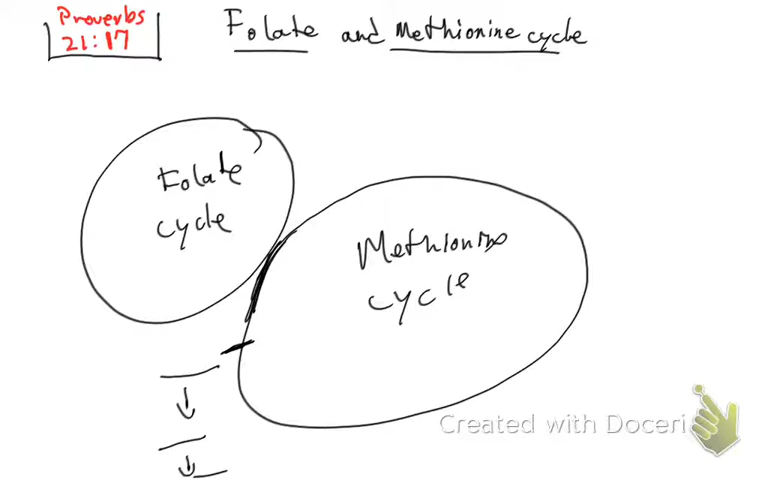 Proverbs
21:17
Folate and Methionine cycle
Folate
cycle
Methionine
cycle
Created with Doceri